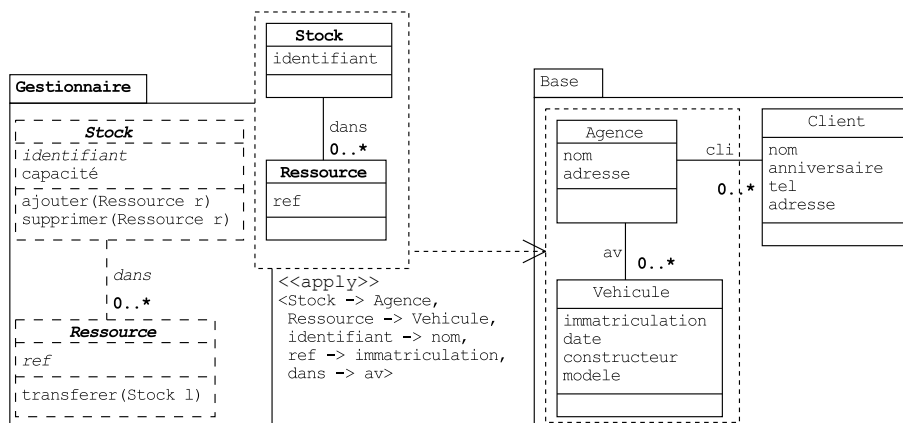 Gestionnaire
Stock
identifiant
capacité
ajouter(Ressource r)
supprimer(Ressource r)
dans
0..*
Ressource
ref
transferer(Stock l)
Stock
identifiant
dans
0..*
Ressource
ref
<<apply>>
<Stock -> Agence,
Ressource -> Vehicule,
identifiant -> nom,
ref -> immatriculation,
dans -> av>
Base
Agence
nom
adresse
cli
0..*
Client
nom
anniversaire
tel
adresse
av
0..*
Vehicule
immatriculation
date
constructeur
modele